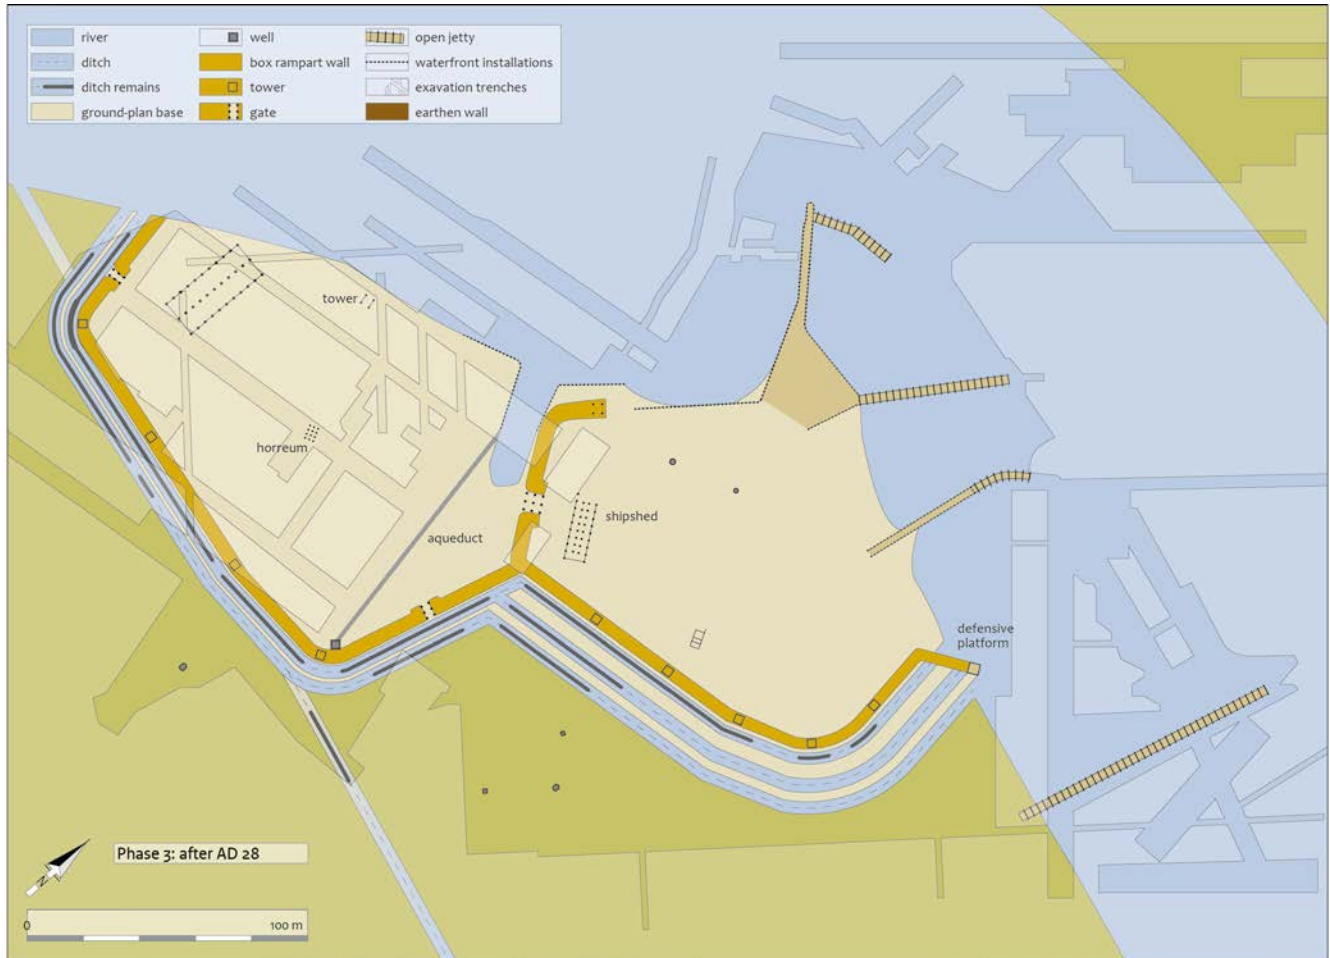 river
ditch
ditch remains
ground-plan base
well
box rampart wall
tower
gate
open jetty
waterfront installations
exavation trenches
earthen wall
tower
horreum
aqueduct
shipshed
defensive
platform
Phase 3: after AD 28
N
0
100 m